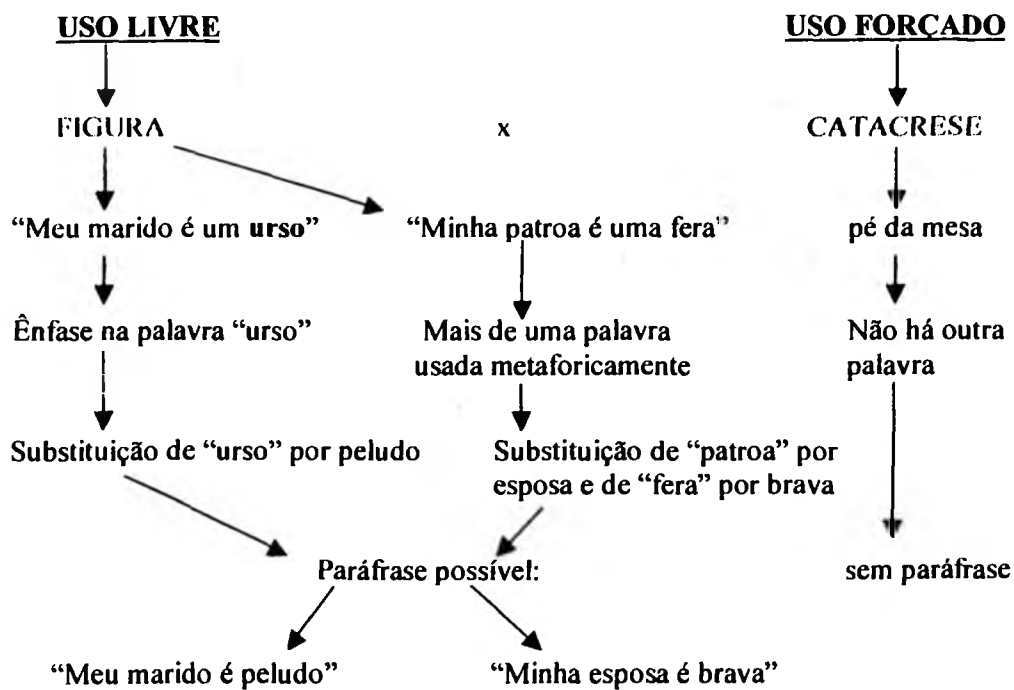 USO LIVRE
USO FORÇADO
FIGURA
x
CATACRESE
“Meu marido é um urso”
“Minha patroa é uma fera”
pé da mesa
Ênfase na palavra “urso”
Mais de uma palavra
usada metaforicamente
Não há outra
palavra
Substituição de “urso” por peludo
Substituição de “patroa” por
esposa e de “fera” por brava
Paráfrase possível:
sem paráfrase
“Meu marido é peludo”
“Minha esposa é brava”